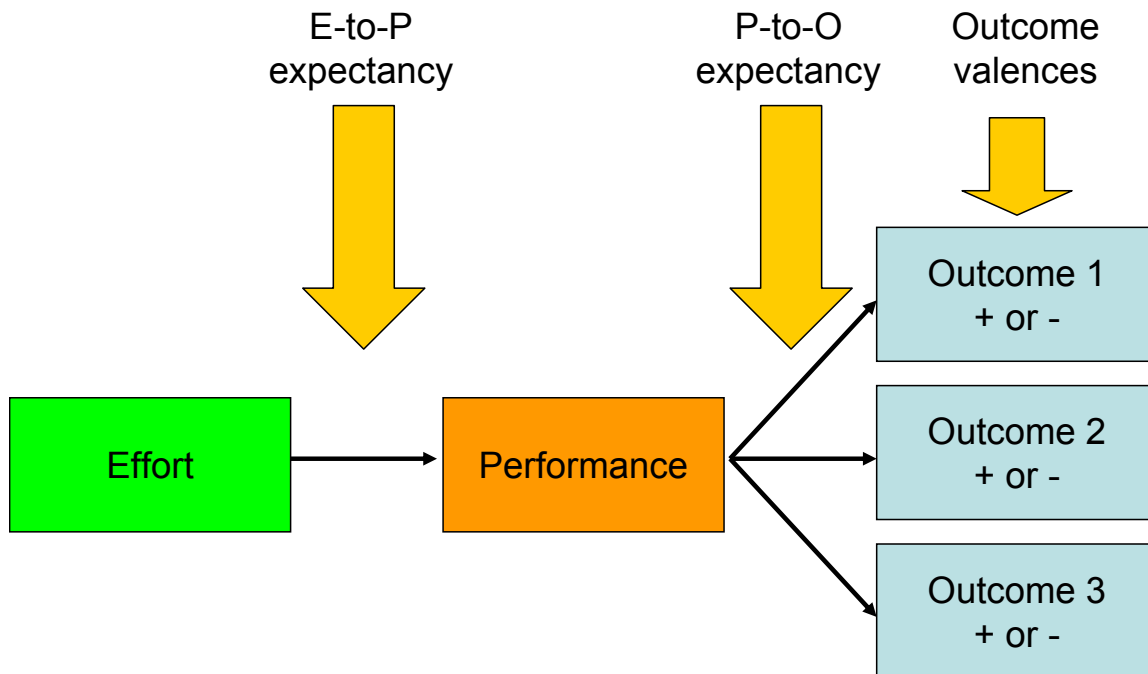 E-to-P
expectancy
P-to-O
expectancy
Outcome
valences
Effort
Performance
Outcome 1
+ or -
Outcome 2
+ or -
Outcome 3
+ or -